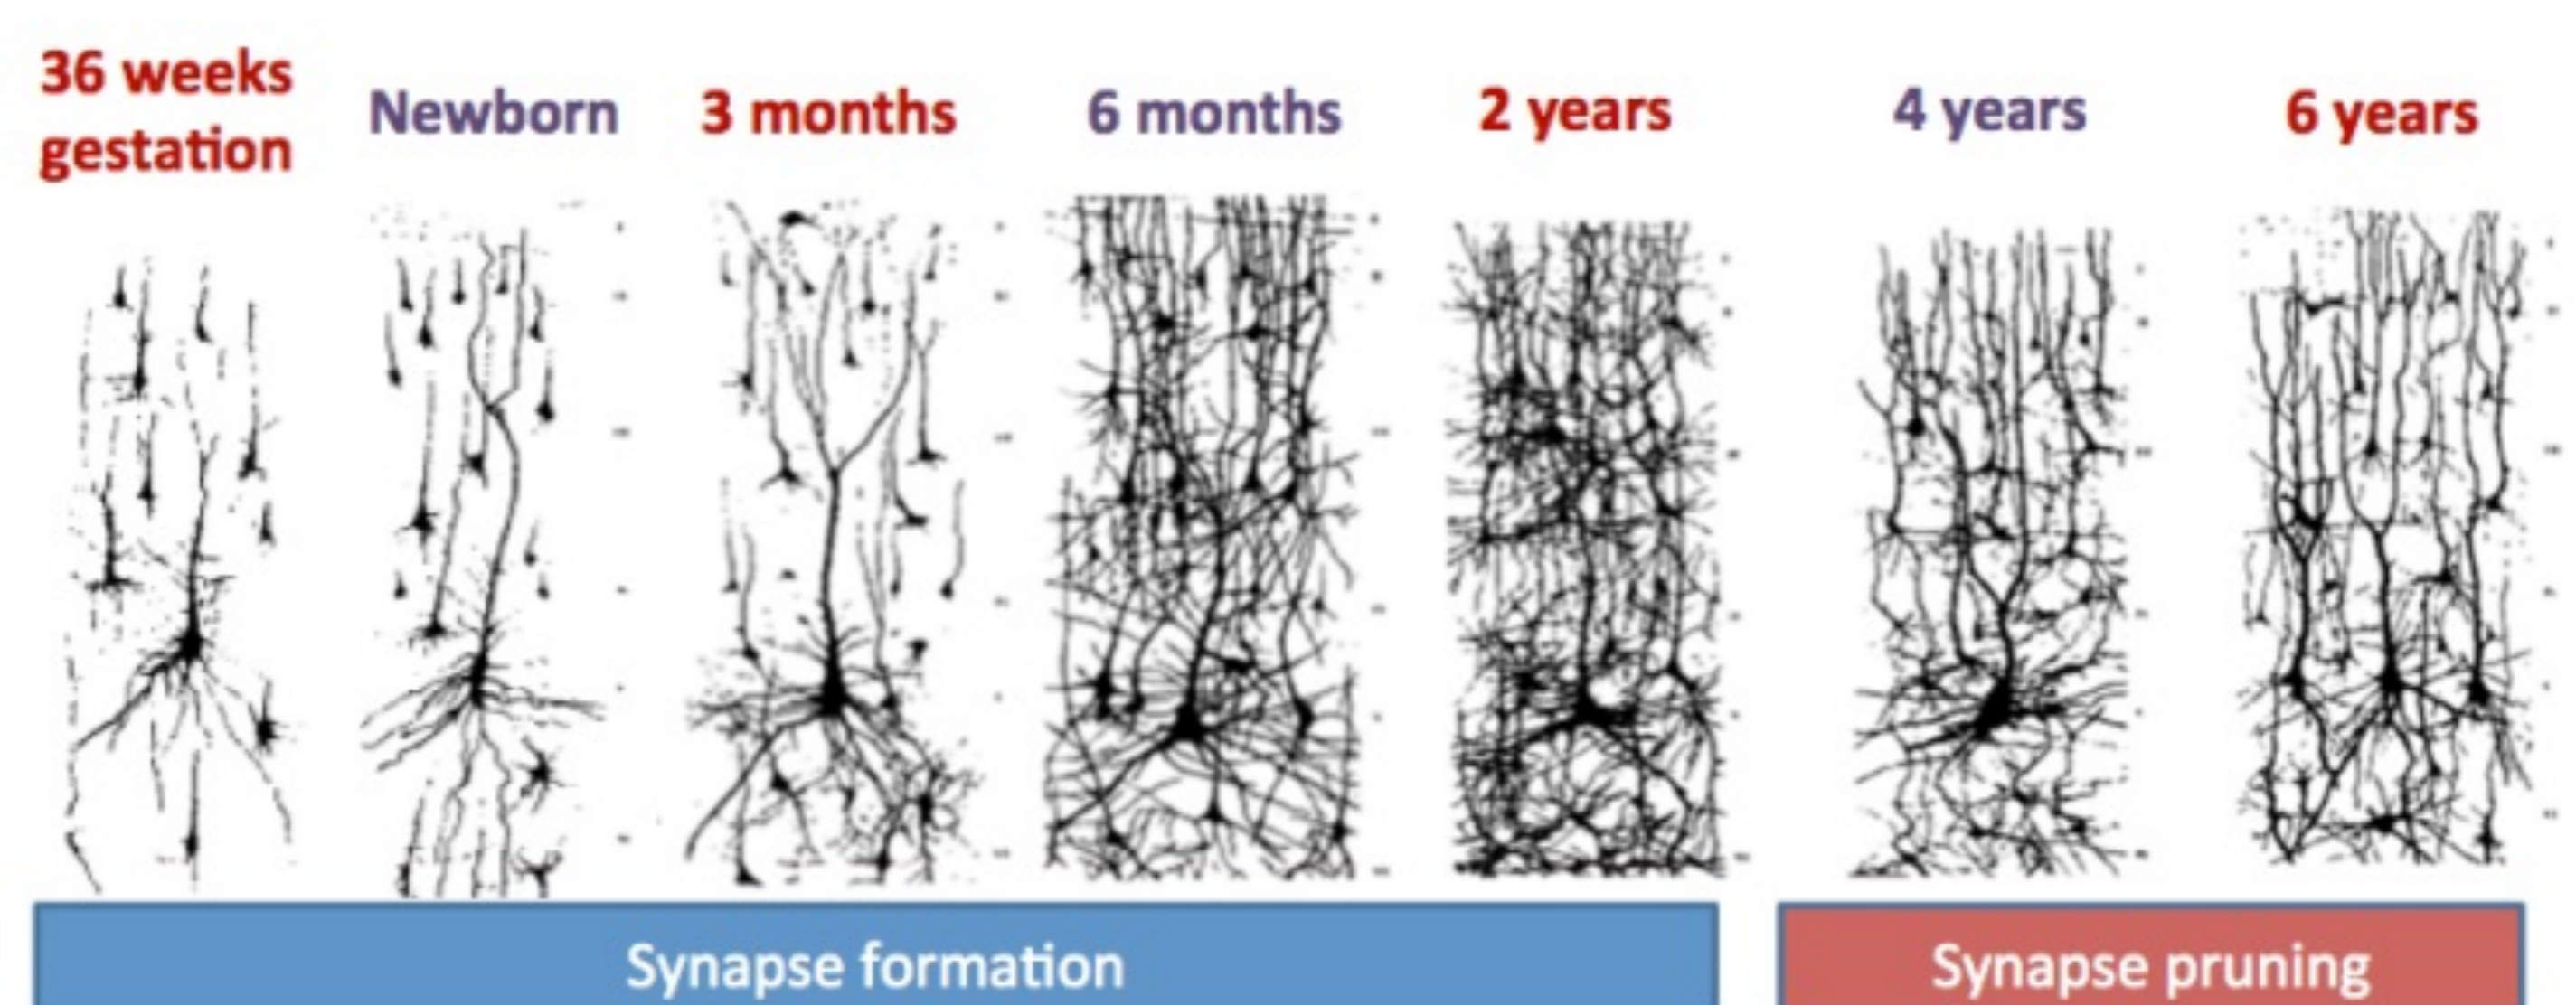 36 weeks
gestation
Newborn
3 months
6 months
2 years
4 years
6 years
Synapse formation
Synapse pruning